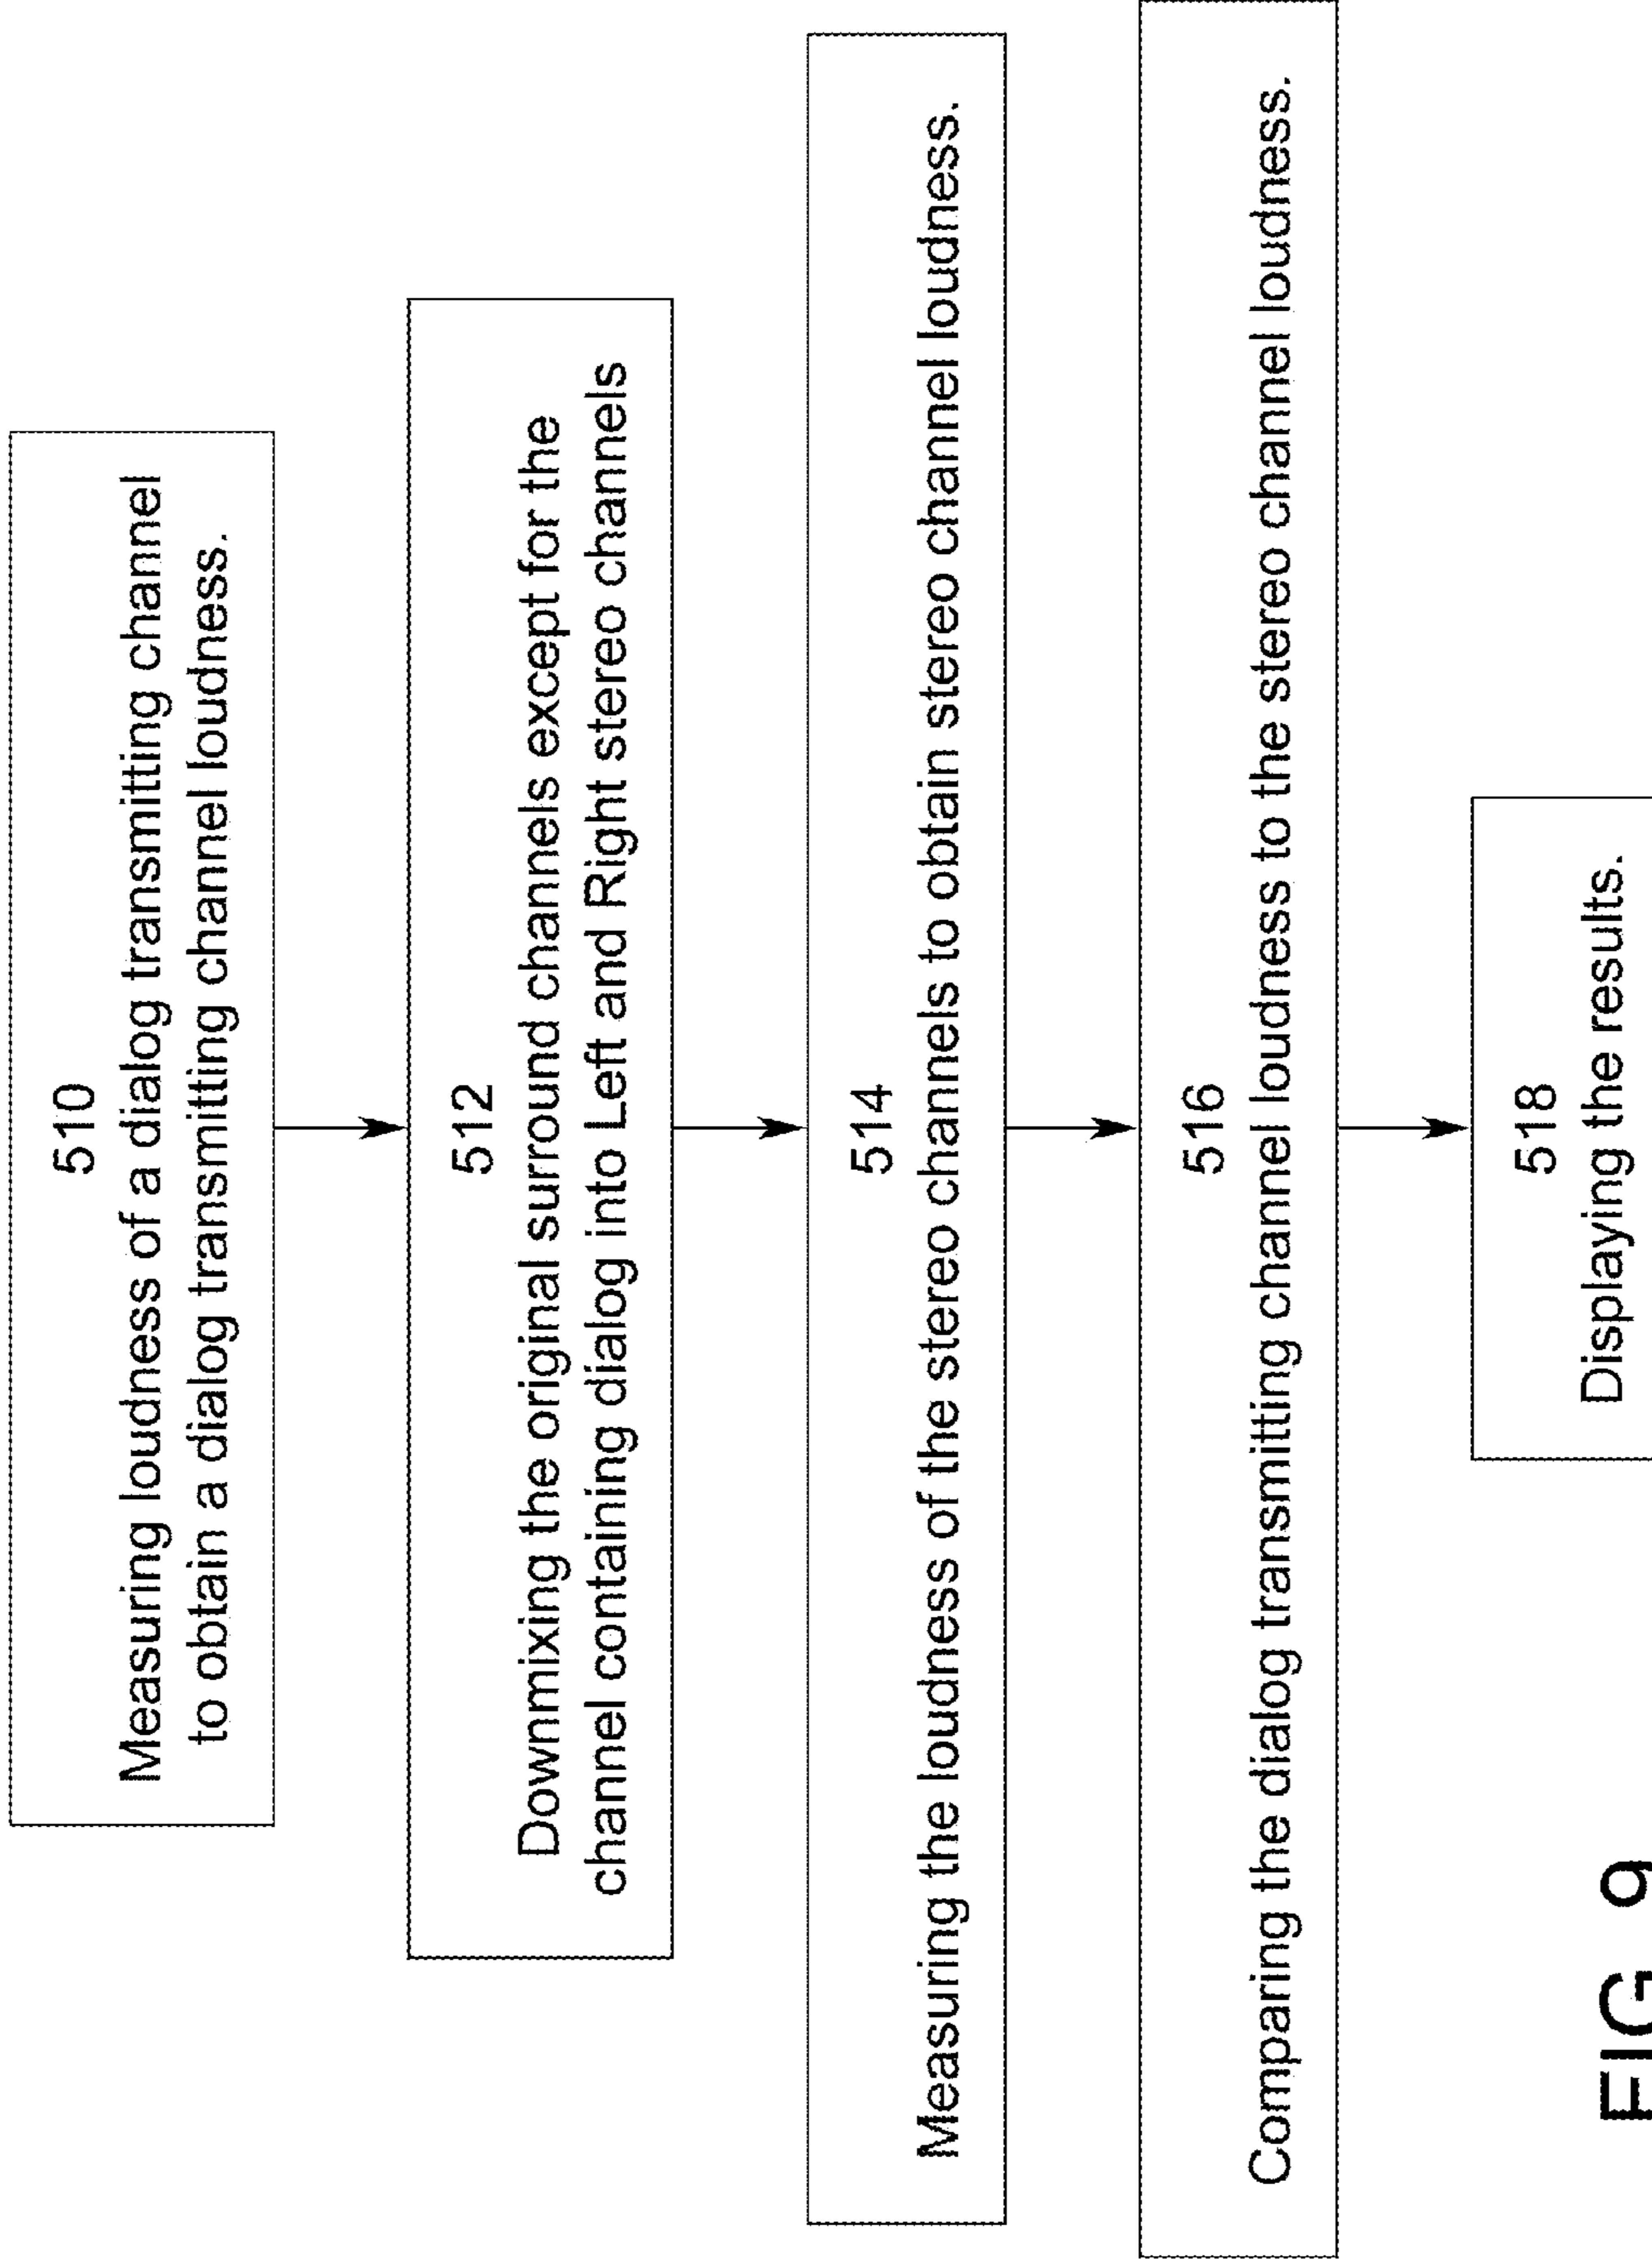 510
Measuring loudness of a dialog transmitting channel
to obtain a dialog transmitting channel loudness.
512
Downmixing the original surround channels except for the
channel containing dialog into Left and Right stereo channels
514
Measuring the loudness of the stereo channels to obtain stereo channel loudness.
516
Comparing the dialog transmitting channel loudness to the stereo channel loudness.
518
Displaying the results.
FIG 9